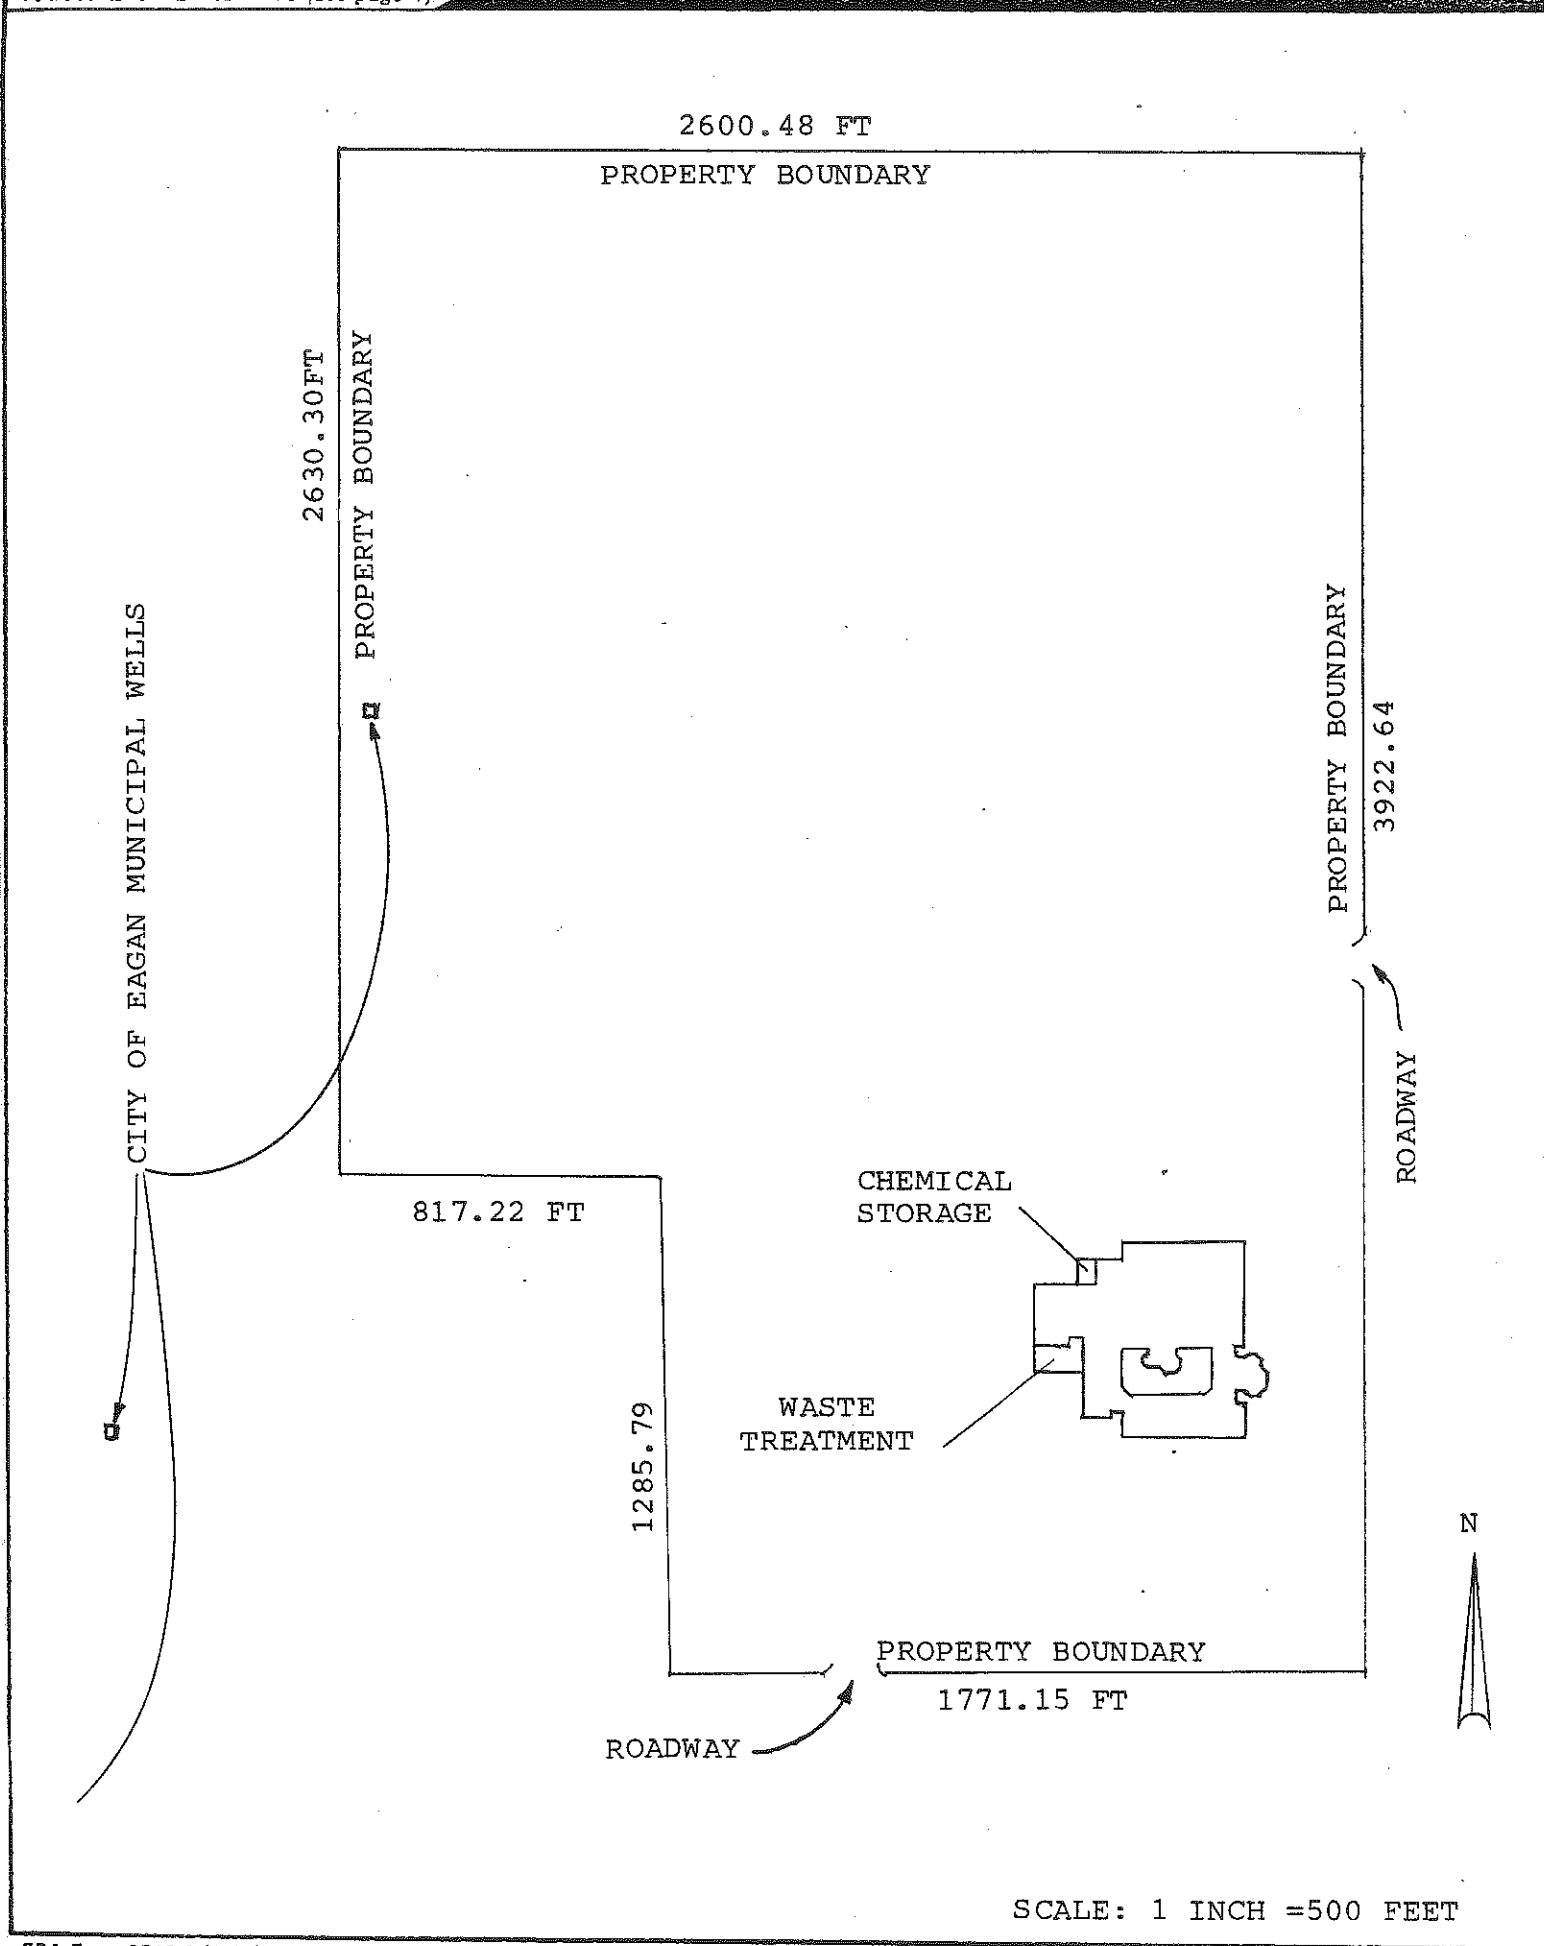 2600.48 FT
PROPERTY BOUNDARY
2630.30FT
PROPERTY BOUNDARY
CITY OF EAGAN MUNICIPAL WELLS
PROPERTY BOUNDARY
3922.64
ROADWAY
817.22 FT
CHEMICAL
STORAGE
WASTE
TREATMENT
1285.79
N
PROPERTY BOUNDARY
1771.15 FT
ROADWAY
SCALE: 1 INCH =500 FEET